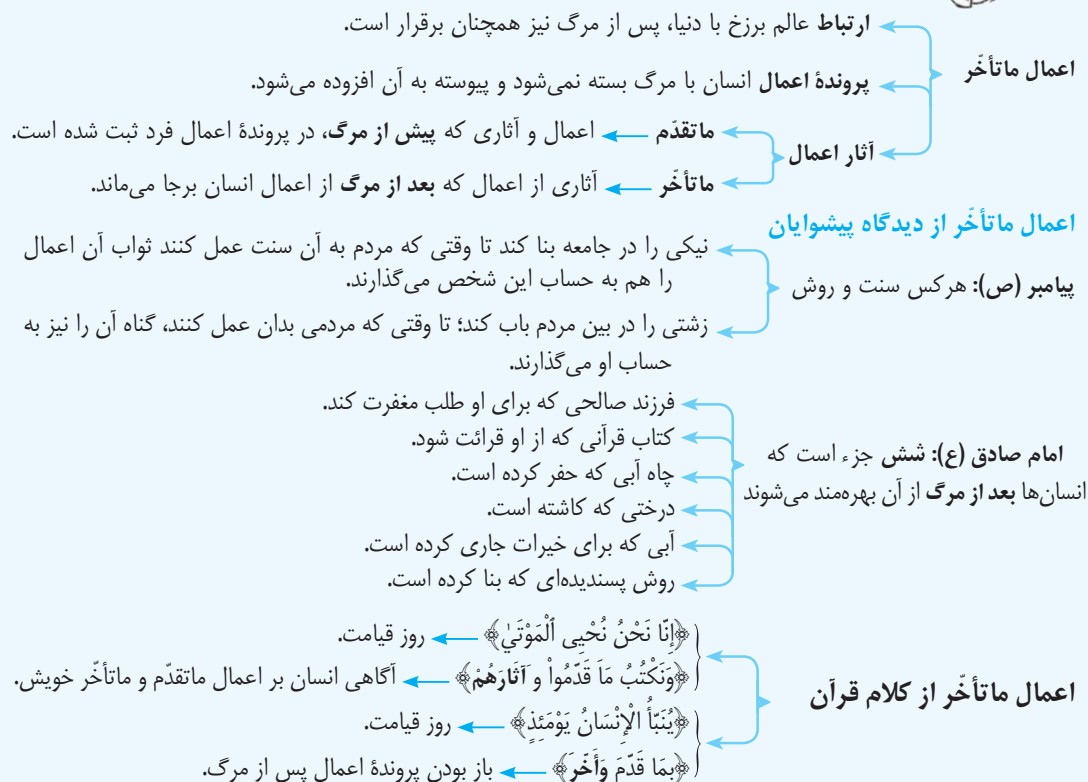 ارتباط عالم برزخ با دنیا، پس از مرگ نیز همچنان برقرار است.
اعمال ماتأخّر
پروندهٔ اعمال انسان با مرگ بسته نمی‌شود و پیوسته به آن افزوده می‌شود.
ماتقدّم اعمال و آثاری که پیش از مرگ، در پروندهٔ اعمال فرد ثبت شده است.
آثار اعمال
ماتأخّر آثاری از اعمال که بعد از مرگ از اعمال انسان برجا می‌ماند.
اعمال ماتأخّر از دیدگاه پیشوایان
نیکی را در جامعه بنا کند تا وقتی که مردم به آن سنت عمل کنند ثواب آن اعمال
را هم به حساب این شخص می‌گذارند.
پیامبر (ص): هرکس سنت و روش
زشتی را در بین مردم باب کند؛ تا وقتی که مردمی بدان عمل کنند، گناه آن را نیز به
حساب او می‌گذارند.
فرزند صالحی که برای او طلب مغفرت کند.
کتاب قرآنی که از او قرائت شود.
امام صادق (ع): شش جزء است که
چاه آبی که حفر کرده است.
انسان‌ها بعد از مرگ از آن بهره‌مند می‌شوند
درختی که کاشته است.
آبی که برای خیرات جاری کرده است.
روش پسندیده‌ای که بنا کرده است.
﴿إِنَّا نَحْنُ نُحْیِی ٱلْمَوْتَیٰ﴾ روز قیامت.
﴿وَنَکْتُبُ مَاَ قَدَّمُواْ و آثَارَهُمْ﴾ آگاهی انسان بر اعمال ماتقدّم و ماتأخّر خویش.
اعمال ماتأخّر از کلام قرآن
﴿یُنَبَّأُ الْإِنْسَانُ یَوْمَئِذٍ﴾ روز قیامت.
﴿بِمَا قَدَّمَ وَأَخَّرَ﴾ باز بودن پروندهٔ اعمال پس از مرگ.